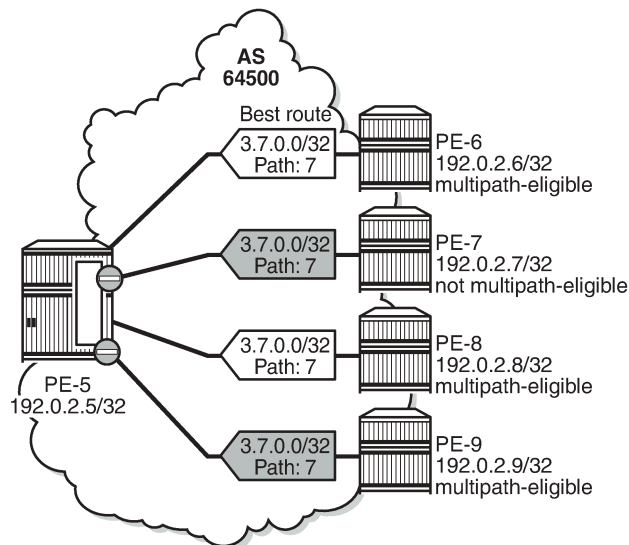 AS
64500
Best route
3.7.0.0/32
Path: 7
PE-6
192.0.2.6/32
multipath-eligible
3.7.0.0/32
Path: 7
PE-7
192.0.2.7/32
not multipath-eligible
3.7.0.0/32
Path: 7
PE-8
192.0.2.8/32
multipath-eligible
PE-5
192.0.2.5/32
3.7.0.0/32
Path: 7
PE-9
192.0.2.9/32
multipath-eligible